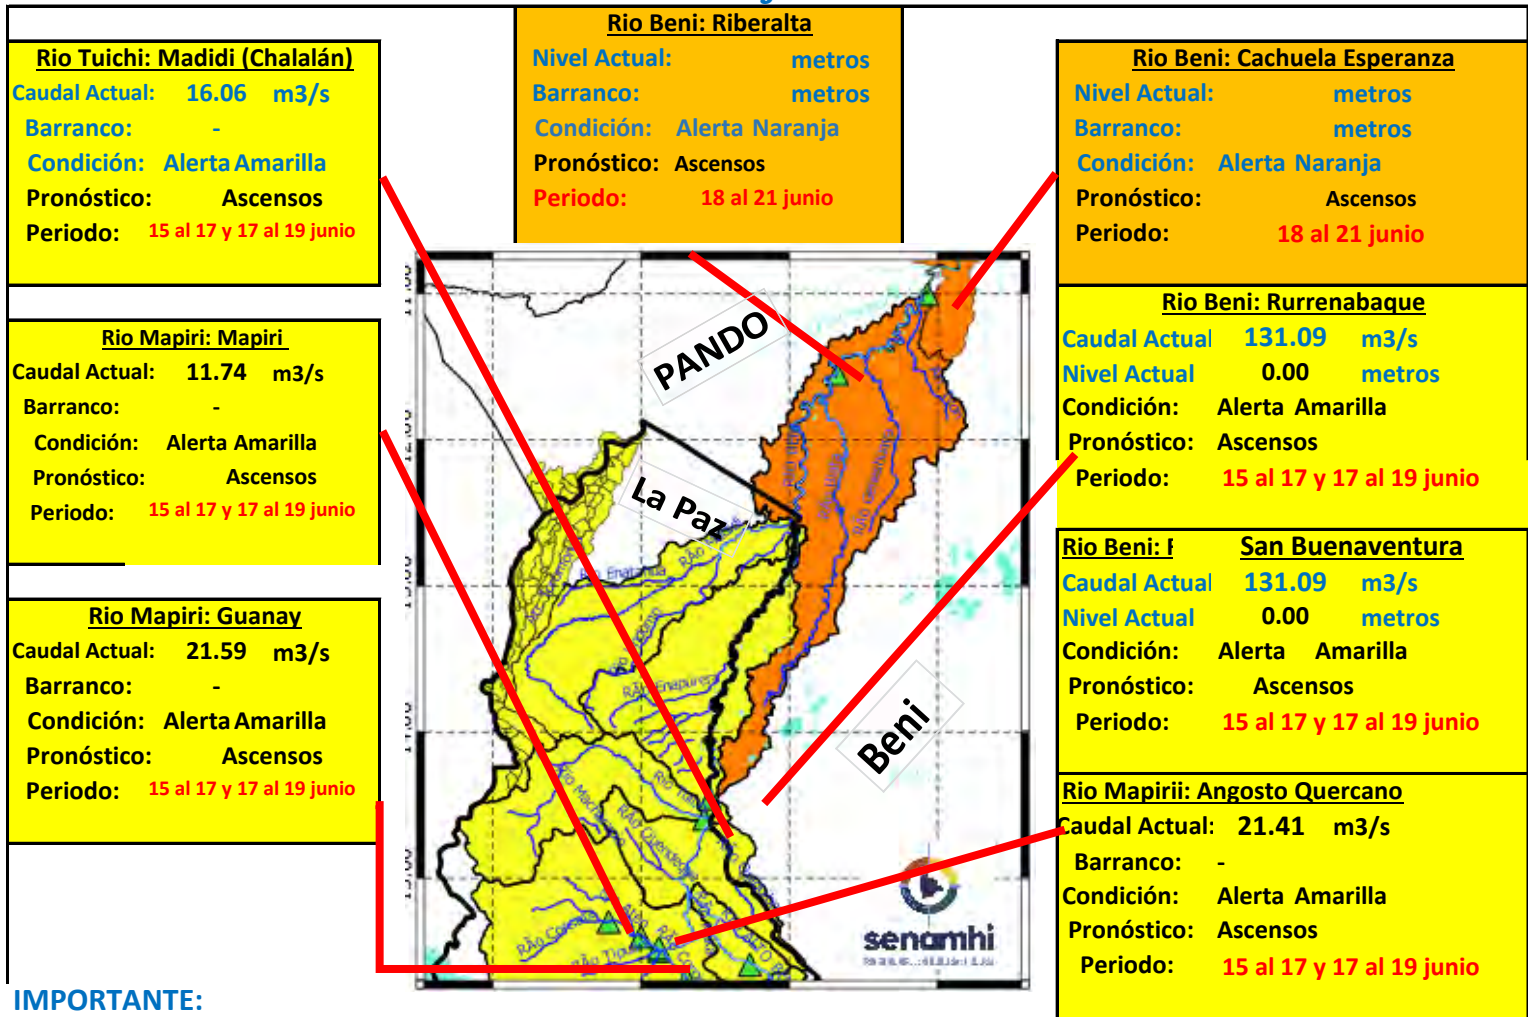 Rio Tuichi: Madidi (Chalalán)
Caudal Actual: 16.06 m3/s
Barranco: -
Condición: Alerta Amarilla
Pronóstico: Ascensos
Periodo: 15 al 17 y 17 al 19 junio
Rio Mapiri: Mapiri
Caudal Actual: 11.74 m3/s
Barranco: -
Condición: Alerta Amarilla
Pronóstico: Ascensos
Periodo: 15 al 17 y 17 al 19 junio
Rio Mapiri: Guanay
Caudal Actual: 21.59 m3/s
Barranco: -
Condición: Alerta Amarilla
Pronóstico: Ascensos
Periodo: 15 al 17 y 17 al 19 junio
Rio Beni: Riberalta
Nivel Actual: metros
Barranco: metros
Condición: Alerta Naranja
Pronóstico: Ascensos
Periodo: 18 al 21 junio
PANDO
La Paz
Beni
senamhi
Rio Beni: Cachuela Esperanza
Nivel Actual: metros
Barranco: metros
Condición: Alerta Naranja
Pronóstico: Ascensos
Periodo: 18 al 21 junio
Rio Beni: Rurrenabaque
Caudal Actual 131.09 m3/s
Nivel Actual 0.00 metros
Condición: Alerta Amarilla
Pronóstico: Ascensos
Periodo: 15 al 17 y 17 al 19 junio
Rio Beni: San Buenaventura
Caudal Actual 131.09 m3/s
Nivel Actual 0.00 metros
Condición: Alerta Amarilla
Pronóstico: Ascensos
Periodo: 15 al 17 y 17 al 19 junio
Rio Mapirii: Angosto Quercano
Caudal Actual: 21.41 m3/s
Barranco: -
Condición: Alerta Amarilla
Pronóstico: Ascensos
Periodo: 15 al 17 y 17 al 19 junio
IMPORTANTE: